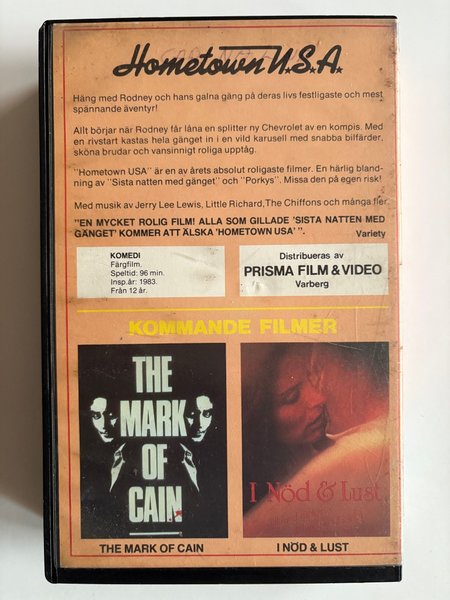 Hometown U.S.A.
Häng med Rodney och hans galna gäng på deras livs festligaste och mest
spännande äventyr!
Allt börjar när Rodney får låna en splitter ny Chevrolet av en kompis. Med
en rivstart kastas hela gänget in i en vild karusell med snabba bilfärder,
sköna brudar och vansinnigt roliga upptåg.
"Hometown USA" är en av årets absolut roligaste filmer. En härlig bland-
ning av "Sista natten med gänget" och "Porkys". Missa den på egen risk!
Med musik av Jerry Lee Lewis, Little Richard, The Chiffons och många fler
"EN MYCKET ROLIG FILM! ALLA SOM GILLADE 'SISTA NATTEN MED
GÄNGET' KOMMER ATT ÄLSKA 'HOMETOWN USA' ".
Variety
KOMEDI
Färgfilm.
Speltid: 96 min.
Insp.år: 1983.
Från 12 år.
Distribueras av
PRISMA FILM & VIDEO
Varberg
KOMMANDE FILMER
THE
MARK
OF
CAIN
I Nöd & Lust
THE MARK OF CAIN
I NÖD & LUST